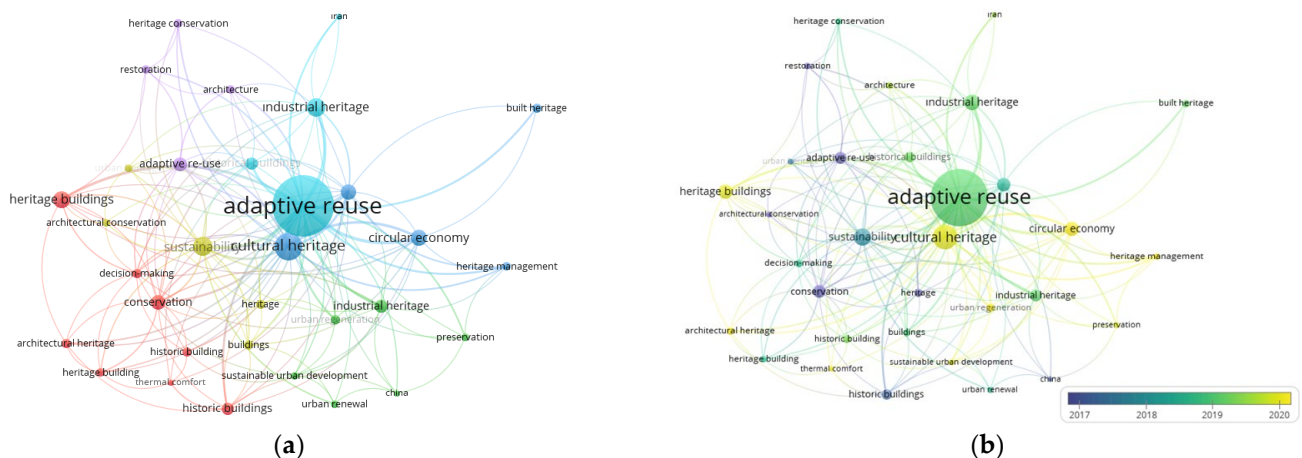 heritage conservation
iran
restoration
architecture
industrial heritage
built heritage
adaptive re-use
historical buildings
heritage buildings
adaptive reuse
architectural conservation
sustainability
cultural heritage
circular economy
decision-making
heritage management
conservation
heritage
industrial heritage
urban regeneration
preservation
architectural heritage
historic building
buildings
heritage building
thermal comfort
sustainable urban development
china
historic buildings
urban renewal
(a)
heritage conservation
iran
restoration
architecture
industrial heritage
built heritage
adaptive re-use
historical buildings
heritage buildings
adaptive reuse
architectural conservation
sustainability
cultural heritage
circular economy
decision-making
heritage management
conservation
heritage
industrial heritage
urban regeneration
preservation
architectural heritage
historic building
buildings
heritage building
thermal comfort
sustainable urban development
china
historic buildings
urban renewal
2017 2018 2019 2020
(b)